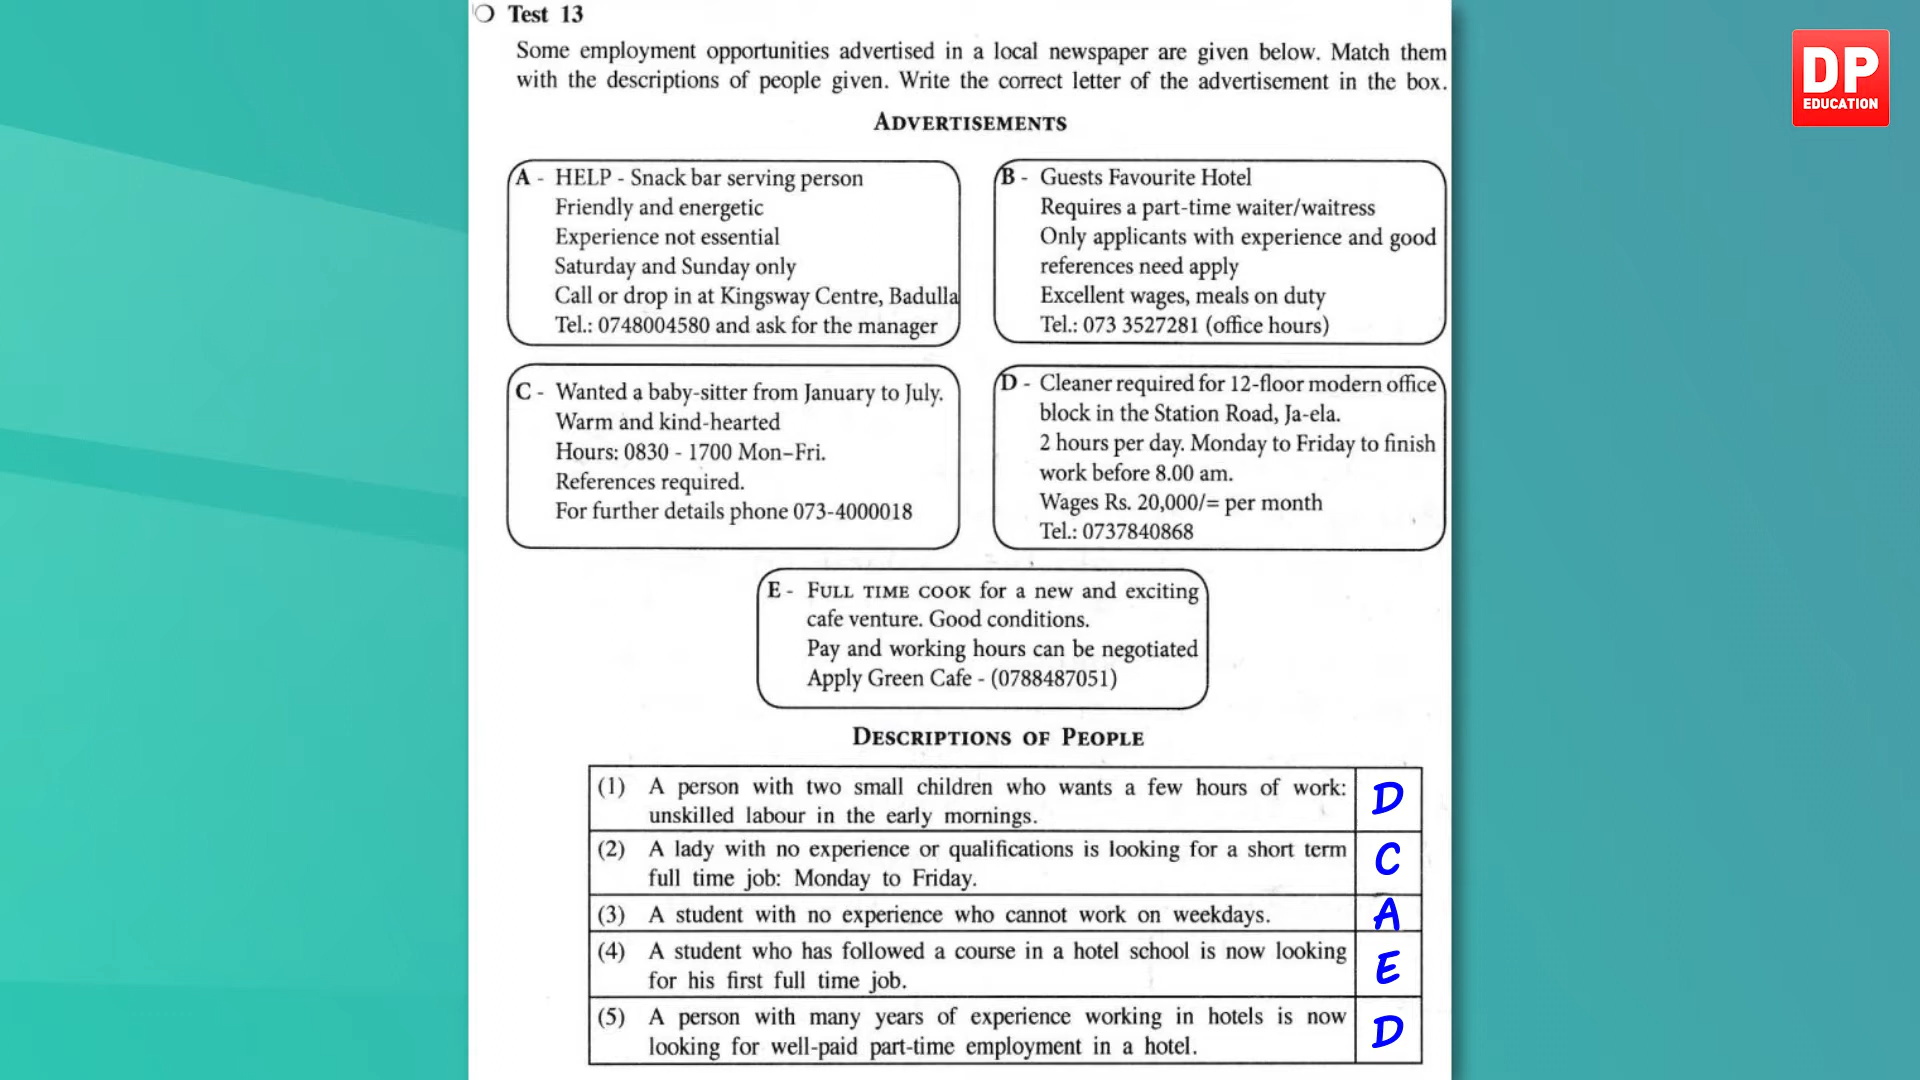 Test 13
DP
EDUCATION
Some employment opportunities advertised in a local newspaper are given below. Match them
with the descriptions of people given. Write the correct letter of the advertisement in the box.
ADVERTISEMENTS
A - HELP - Snack bar serving person
Friendly and energetic
Experience not essential
Saturday and Sunday only
Call or drop in at Kingsway Centre, Badulla
Tel.: 0748004580 and ask for the manager
B - Guests Favourite Hotel
Requires a part-time waiter/waitress
Only applicants with experience and good
references need apply
Excellent wages, meals on duty
Tel.: 073 3527281 (office hours)
C - Wanted a baby-sitter from January to July.
Warm and kind-hearted
Hours: 0830 - 1700 Mon–Fri.
References required.
For further details phone 073-4000018
D - Cleaner required for 12-floor modern office
block in the Station Road, Ja-ela.
2 hours per day. Monday to Friday to finish
work before 8.00 am.
Wages Rs. 20,000/= per month
Tel.: 0737840868
E - FULL TIME COOK for a new and exciting
cafe venture. Good conditions.
Pay and working hours can be negotiated
Apply Green Cafe - (0788487051)
DESCRIPTIONS OF PEOPLE
(1) A person with two small children who wants a few hours of work:
unskilled labour in the early mornings.
D
(2) A lady with no experience or qualifications is looking for a short term
full time job: Monday to Friday.
C
(3) A student with no experience who cannot work on weekdays.
A
(4) A student who has followed a course in a hotel school is now looking
for his first full time job.
E
(5) A person with many years of experience working in hotels is now
looking for well-paid part-time employment in a hotel.
D